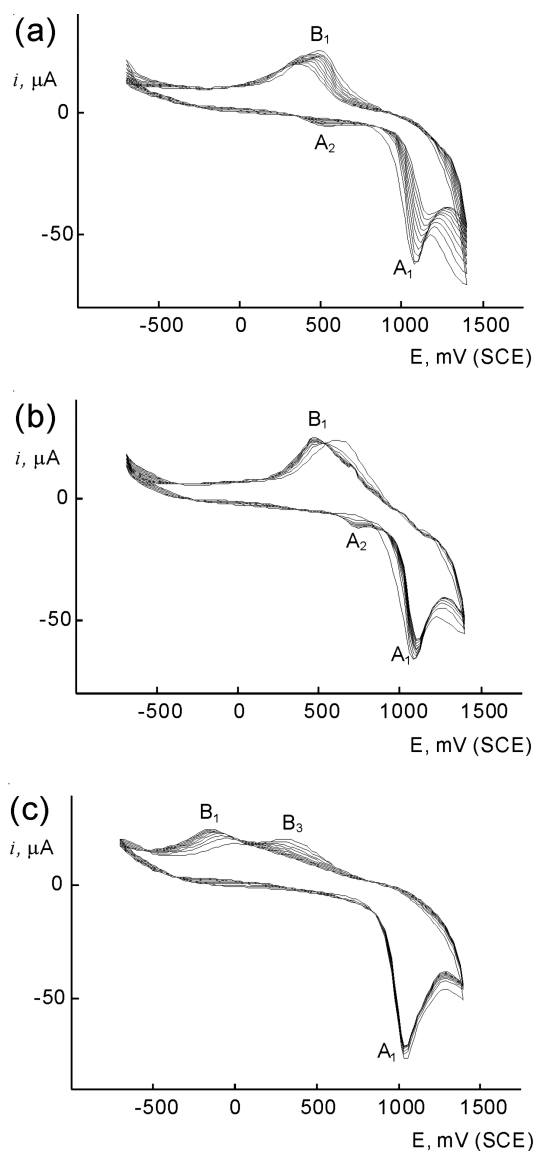 (a)
B₁
i, µA
0
A₂
-50
A₁
-500 0 500 1000 1500
E, mV (SCE)
(b)
B₁
i, µA
0
A₂
-50
A₁
-500 0 500 1000 1500
E, mV (SCE)
(c)
B₁ B₃
i, µA
0
-50
A₁
-500 0 500 1000 1500
E, mV (SCE)